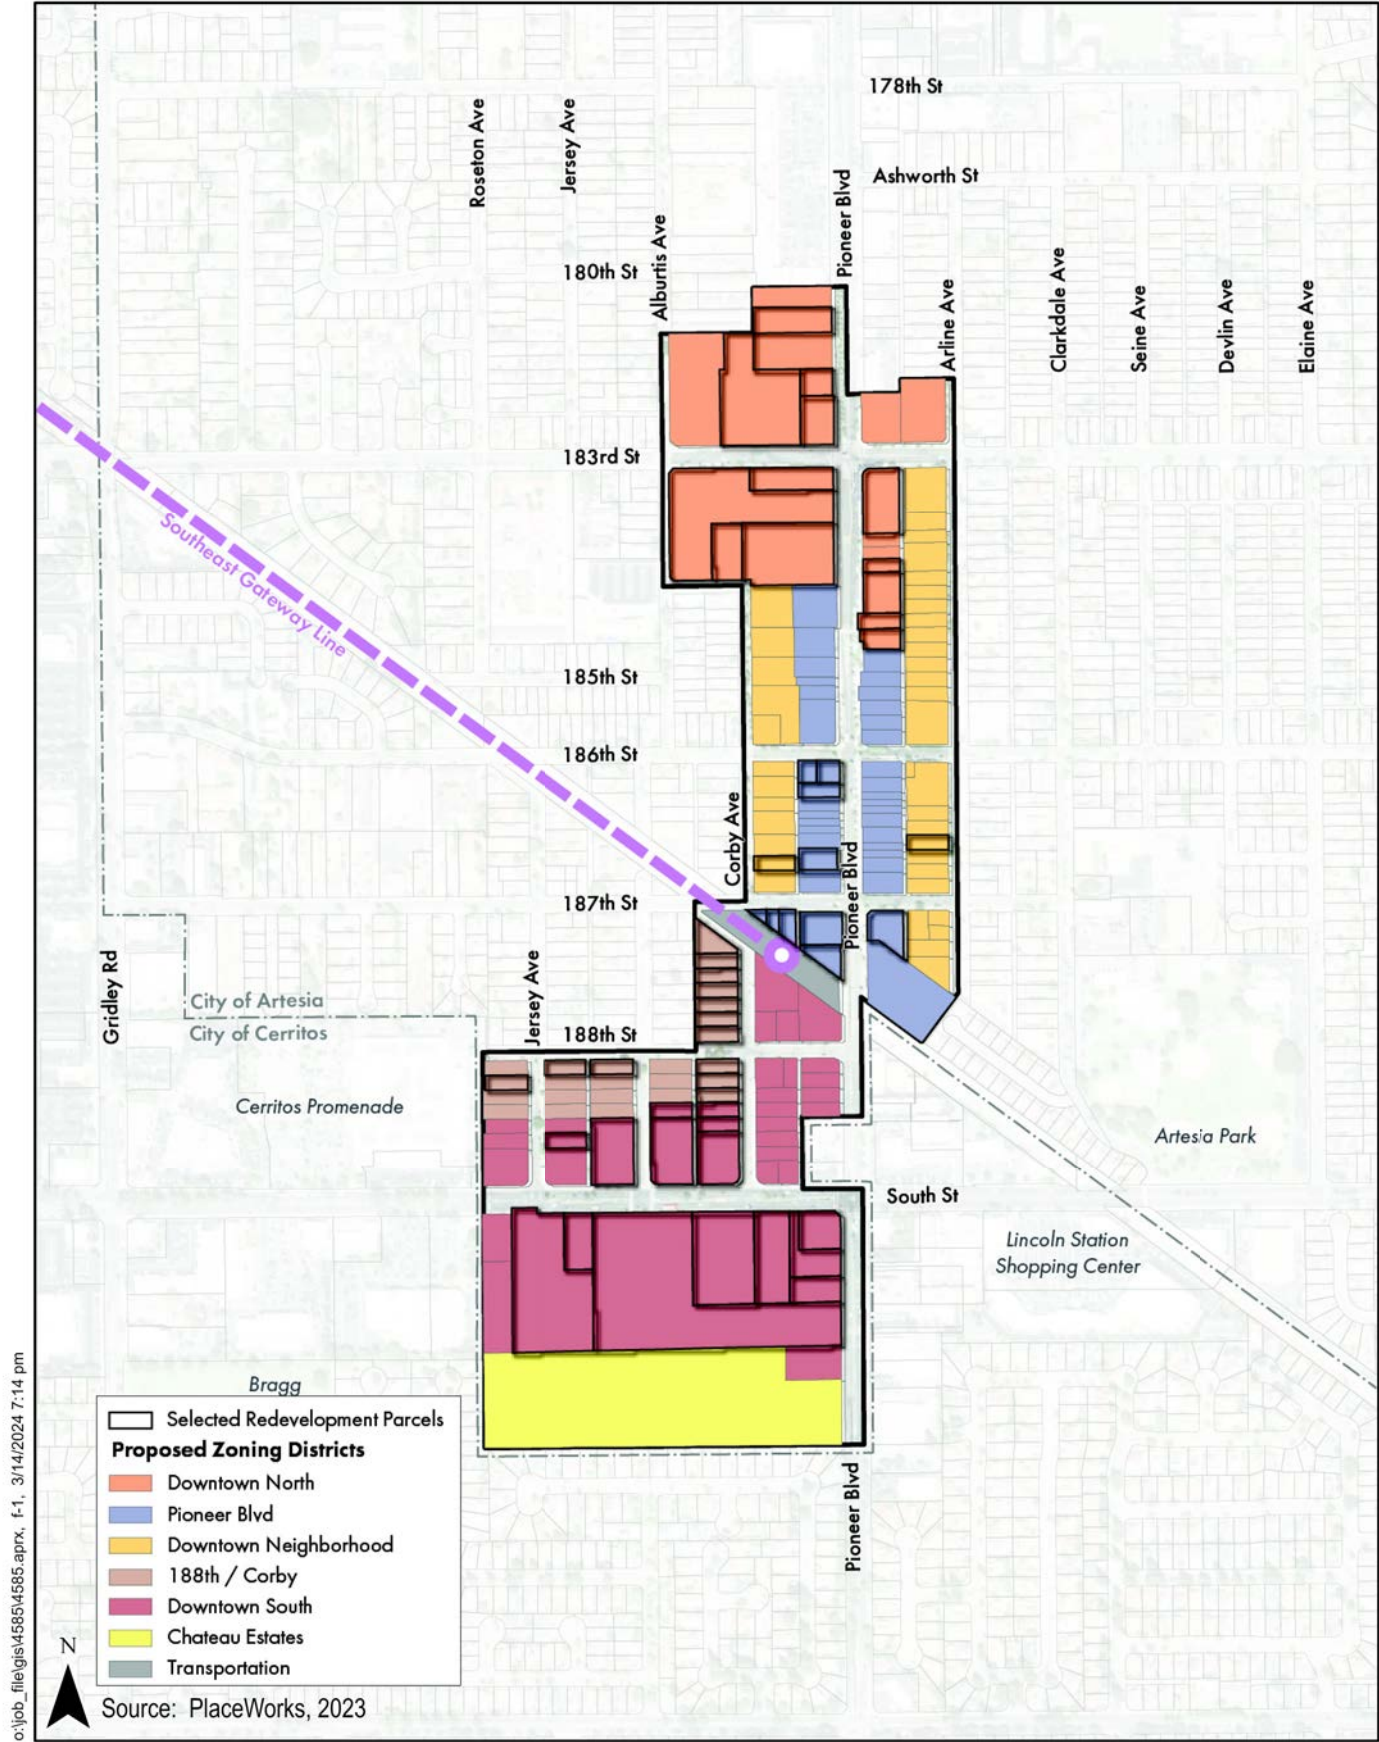 178th St
Ashworth St
Roseton Ave
Jersey Ave
Alburtis Ave
Pioneer Blvd
180th St
Arline Ave
Clarkdale Ave
Seine Ave
Devlin Ave
Elaine Ave
183rd St
Southeast Gateway Line
185th St
186th St
Corby Ave
Pioneer Blvd
187th St
Gridley Rd
Jersey Ave
City of Artesia
City of Cerritos
188th St
Cerritos Promenade
Artesia Park
South St
Lincoln Station
Shopping Center
Bragg
Pioneer Blvd
Selected Redevelopment Parcels
Proposed Zoning Districts
Downtown North
Pioneer Blvd
Downtown Neighborhood
188th / Corby
Downtown South
Chateau Estates
Transportation
N
Source: PlaceWorks, 2023
o:\job_file\gis\4585\4585.aprx, f-1, 3/14/2024 7:14 pm